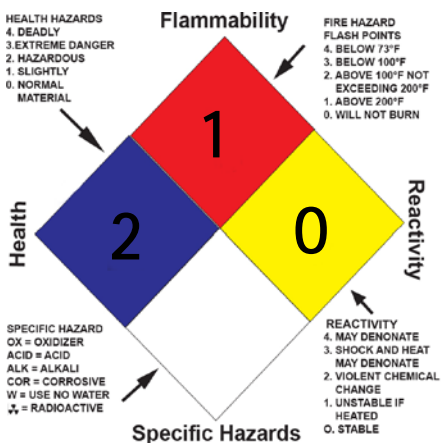 HEALTH HAZARDS
4. DEADLY
3.EXTREME DANGER
2. HAZARDOUS
1. SLIGHTLY
0. NORMAL
MATERIAL
Flammability
FIRE HAZARD
FLASH POINTS
4. BELOW 73°F
3. BELOW 100°F
2. ABOVE 100°F NOT
EXCEEDING 200°F
1. ABOVE 200°F
0. WILL NOT BURN
1
Health
2
0
Reactivity
SPECIFIC HAZARD
OX = OXIDIZER
ACID = ACID
ALK = ALKALI
COR = CORROSIVE
W = USE NO WATER
☢ = RADIOACTIVE
REACTIVITY
4. MAY DENONATE
3. SHOCK AND HEAT
MAY DENONATE
2. VIOLENT CHEMICAL
CHANGE
1. UNSTABLE IF
HEATED
O. STABLE
Specific Hazards